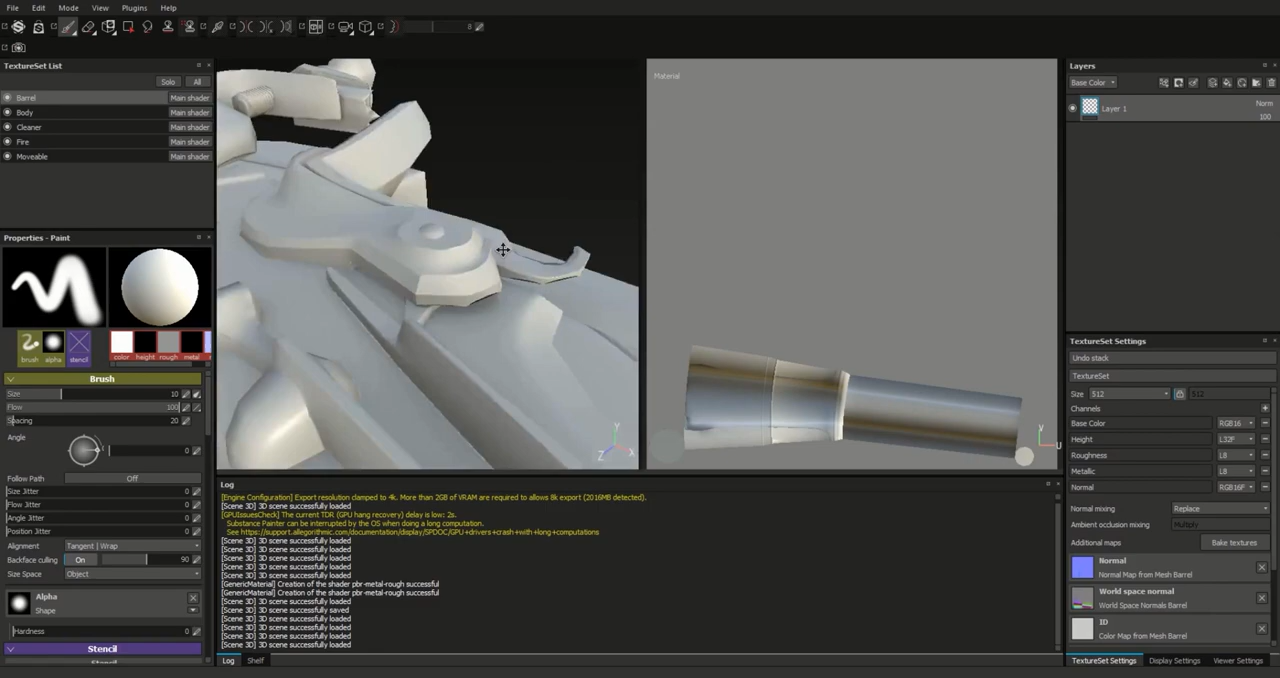 File Edit Mode View Plugins Help
8
TextureSet List
Solo All
Barrel Main shader
Body Main shader
Cleaner Main shader
Fire Main shader
Moveable Main shader
Properties - Paint
brush alpha stencil color height rough metal
Brush
Size 10
Flow 100
Spacing 20
Angle
0
Follow Path Off
Size Jitter 0
Flow Jitter 0
Angle Jitter 0
Position Jitter 0
Alignment Tangent | Wrap
Backface culling On 90
Size Space Object
Alpha
Shape
Hardness 0
Stencil
Y
Z X
Material
y
U
Log
[Engine Configuration] Export resolution clamped to 4k. More than 2GB of VRAM are required to allows 8k export (2016MB detected).
[Scene 3D] 3D scene successfully loaded
[GPUIssuesCheck] The current TDR (GPU hang recovery) delay is low: 2s.
Substance Painter can be interrupted by the OS when doing a long computation.
See https://support.allegorithmic.com/documentation/display/SPDOC/GPU+drivers+crash+with+long+computations
[Scene 3D] 3D scene successfully loaded
[Scene 3D] 3D scene successfully loaded
[Scene 3D] 3D scene successfully loaded
[Scene 3D] 3D scene successfully loaded
[Scene 3D] 3D scene successfully loaded
[GenericMaterial] Creation of the shader pbr-metal-rough successful
[GenericMaterial] Creation of the shader pbr-metal-rough successful
[Scene 3D] 3D scene successfully loaded
[Scene 3D] 3D scene successfully saved
[Scene 3D] 3D scene successfully loaded
[Scene 3D] 3D scene successfully loaded
[Scene 3D] 3D scene successfully loaded
[Scene 3D] 3D scene successfully loaded
Log Shelf
Layers
Base Color
Layer 1 Norm
100
TextureSet Settings
Undo stack
TextureSet
Size 512 512
Channels
Base Color RGB16
Height L32F
Roughness L8
Metallic L8
Normal RGB16F
Normal mixing Replace
Ambient occlusion mixing Multiply
Additional maps Bake textures
Normal
Normal Map from Mesh Barrel
World space normal
World Space Normals Barrel
ID
Color Map from Mesh Barrel
TextureSet Settings Display Settings Viewer Settings